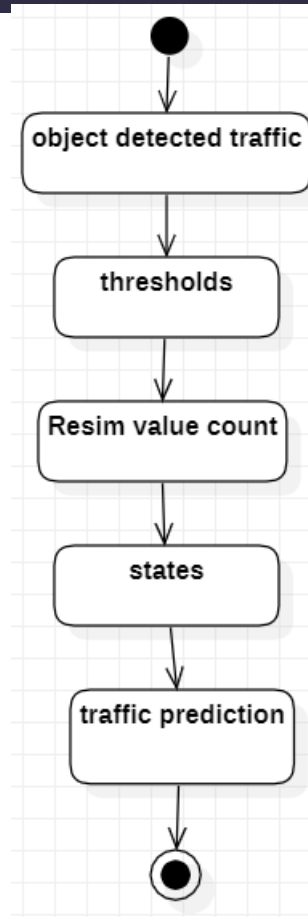 object detected traffic
thresholds
Resim value count
states
traffic prediction